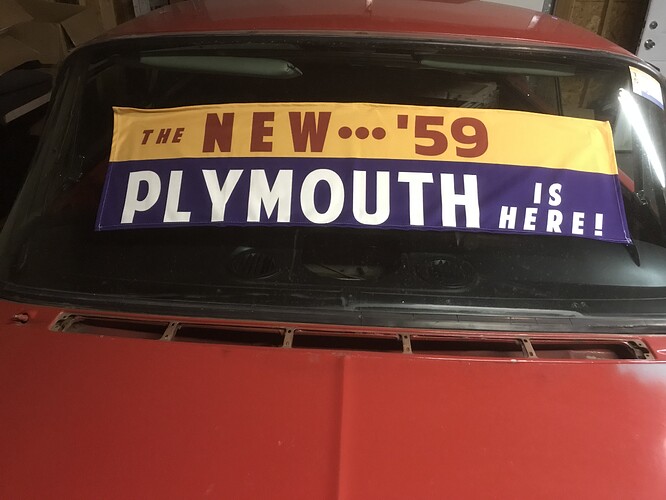 THE NEW••• '59
PLYMOUTH IS HERE!